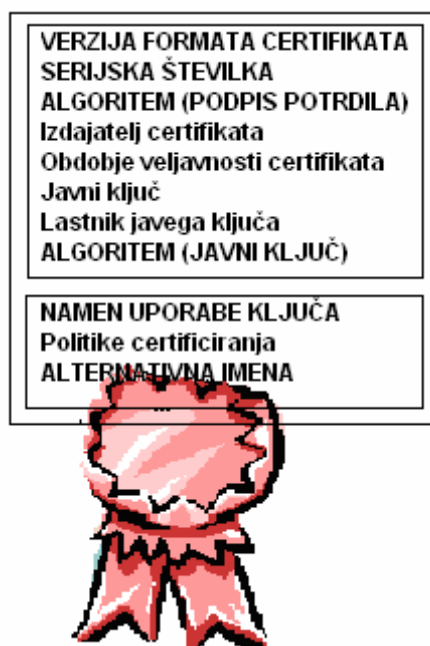 VERZIJA FORMATA CERTIFIKATA
SERIJSKA ŠTEVILKA
ALGORITEM (PODPIS POTRDILA)
Izdajatelj certifikata
Obdobje veljavnosti certifikata
Javni ključ
Lastnik javega ključa
ALGORITEM (JAVNI KLJUČ)
NAMEN UPORABE KLJUČA
Politike certificiranja
ALTERNATIVNA IMENA